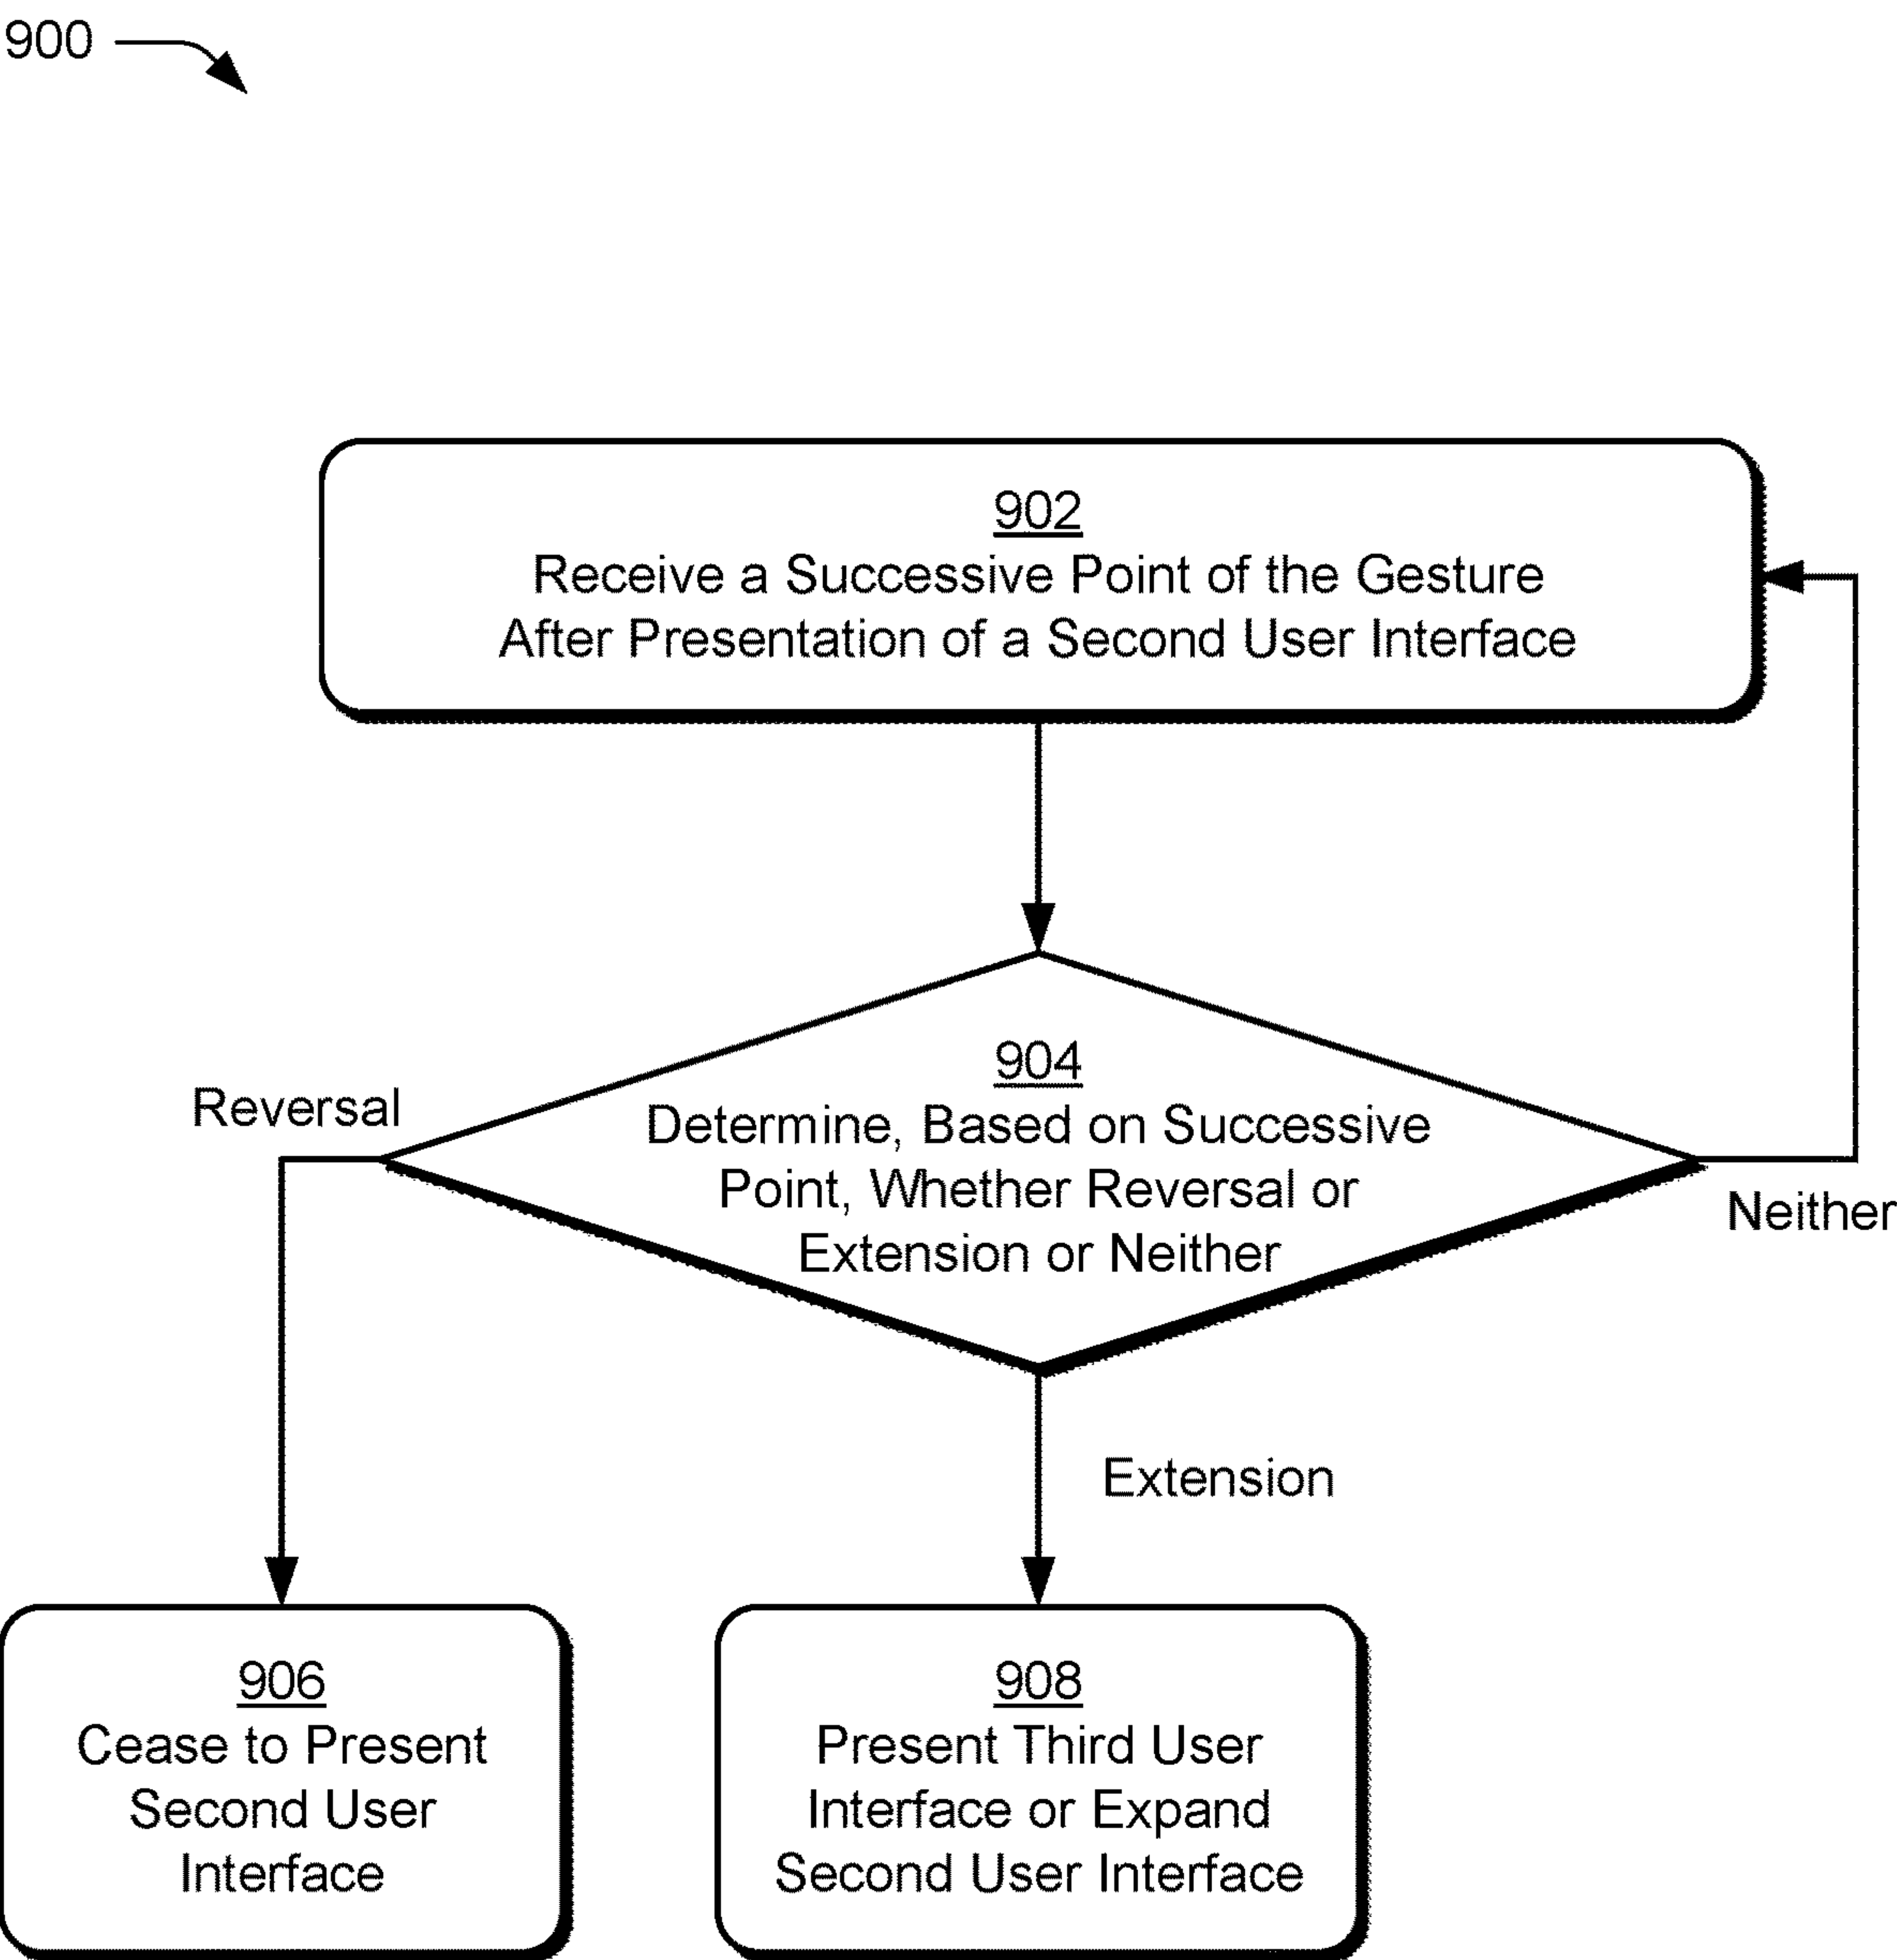 900
902
Receive a Successive Point of the Gesture
After Presentation of a Second User Interface
904
Determine, Based on Successive
Point, Whether Reversal or
Extension or Neither
Reversal
Neither
Extension
906
Cease to Present
Second User
Interface
908
Present Third User
Interface or Expand
Second User Interface